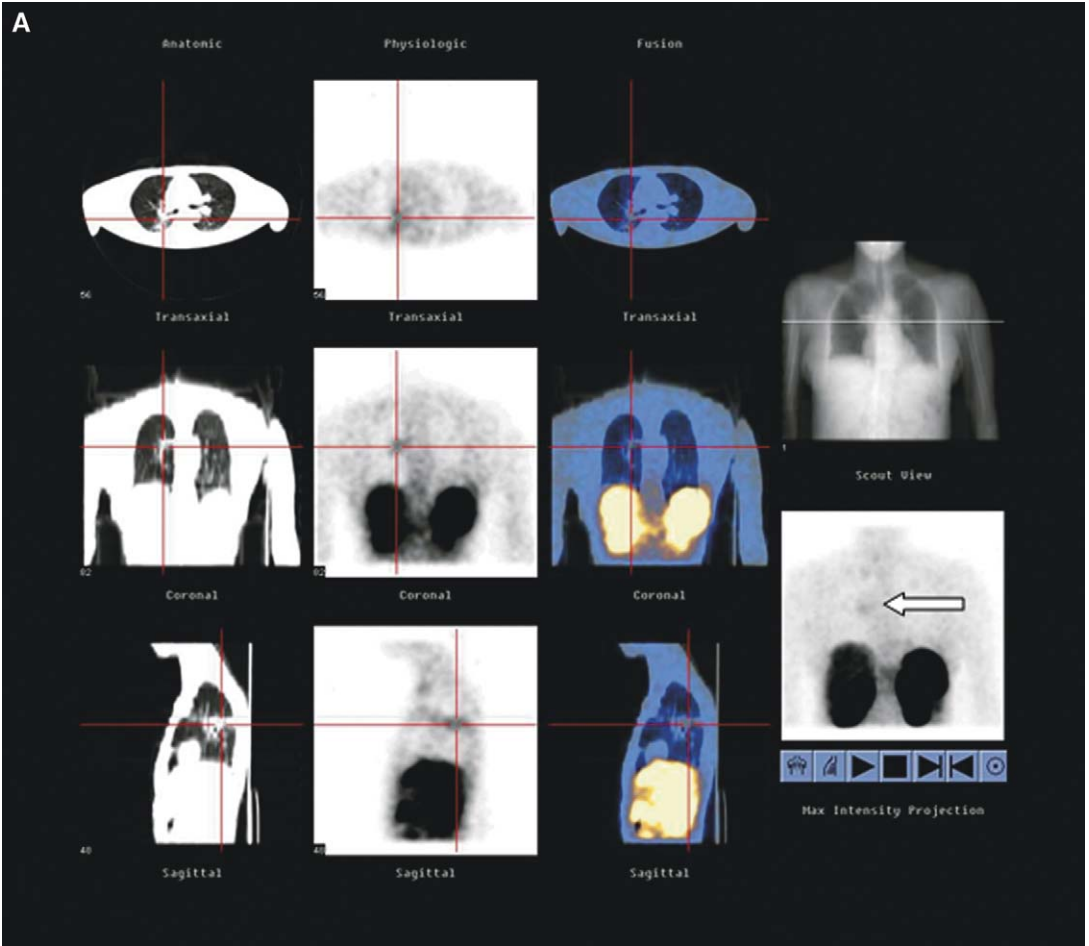 A
Anatomic Physiologic Fusion
56 56
Transaxial Transaxial Transaxial
1
Scout View
82 82
Coronal Coronal Coronal
Max Intensity Projection
48 48
Sagittal Sagittal Sagittal